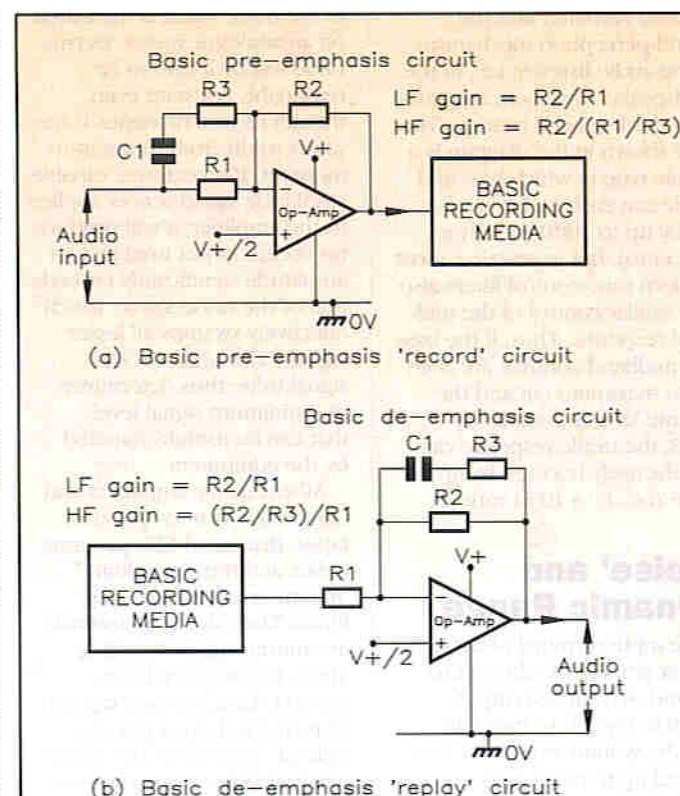 Basic pre-emphasis circuit
R3 R2
LF gain = R2/R1
HF gain = R2/(R1/R3)
C1
V+
R1
BASIC
RECORDING
MEDIA
Op-Amp
−
+
V+/2
Audio
input
0V
(a) Basic pre-emphasis 'record' circuit
Basic de-emphasis circuit
C1 R3
LF gain = R2/R1
HF gain = (R2/R3)/R1
R2
BASIC
RECORDING
MEDIA
R1
V+
−
Op-Amp
+
V+/2
Audio
output
0V
(b) Basic de-emphasis 'replay' circuit